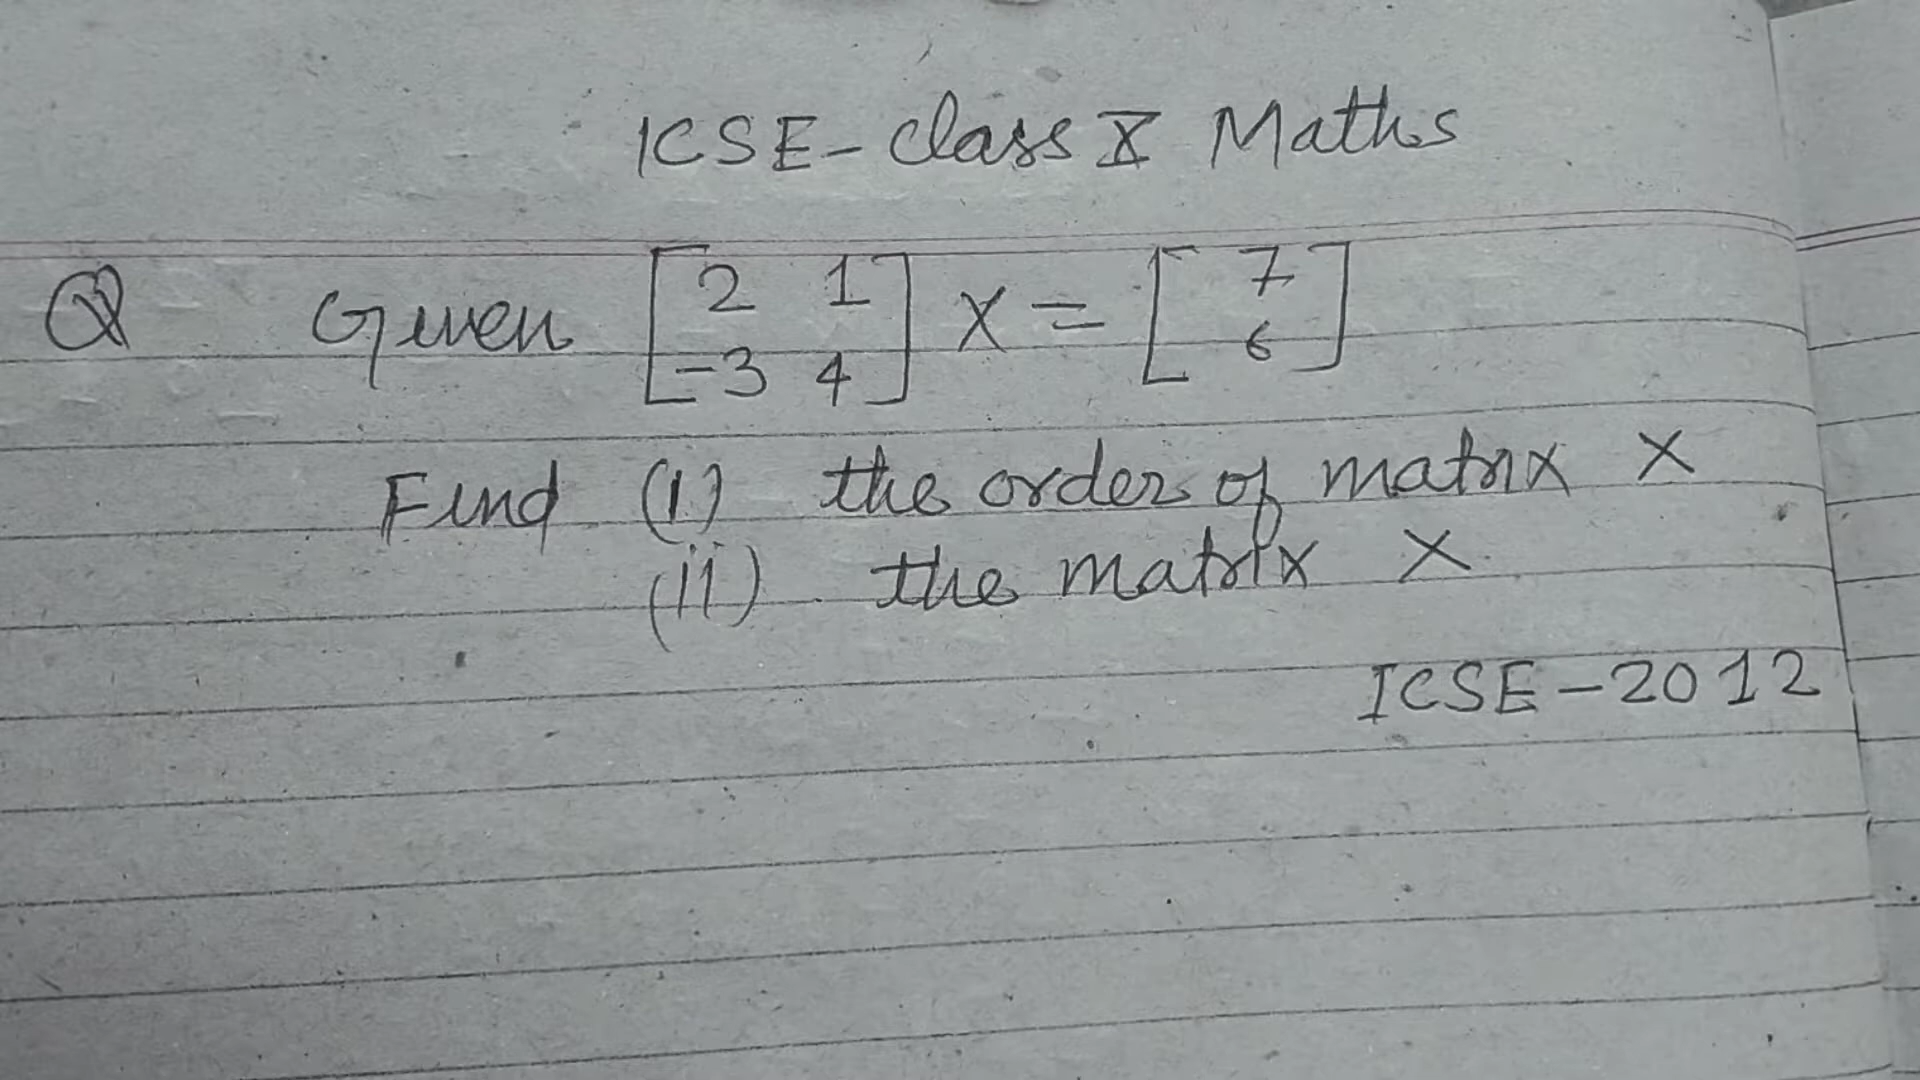 ICSE - class X Maths
Q Given [2 1 -3 4] X = [7 6]
Find (i) the order of matrix X
(ii) the matrix X
ICSE - 2012